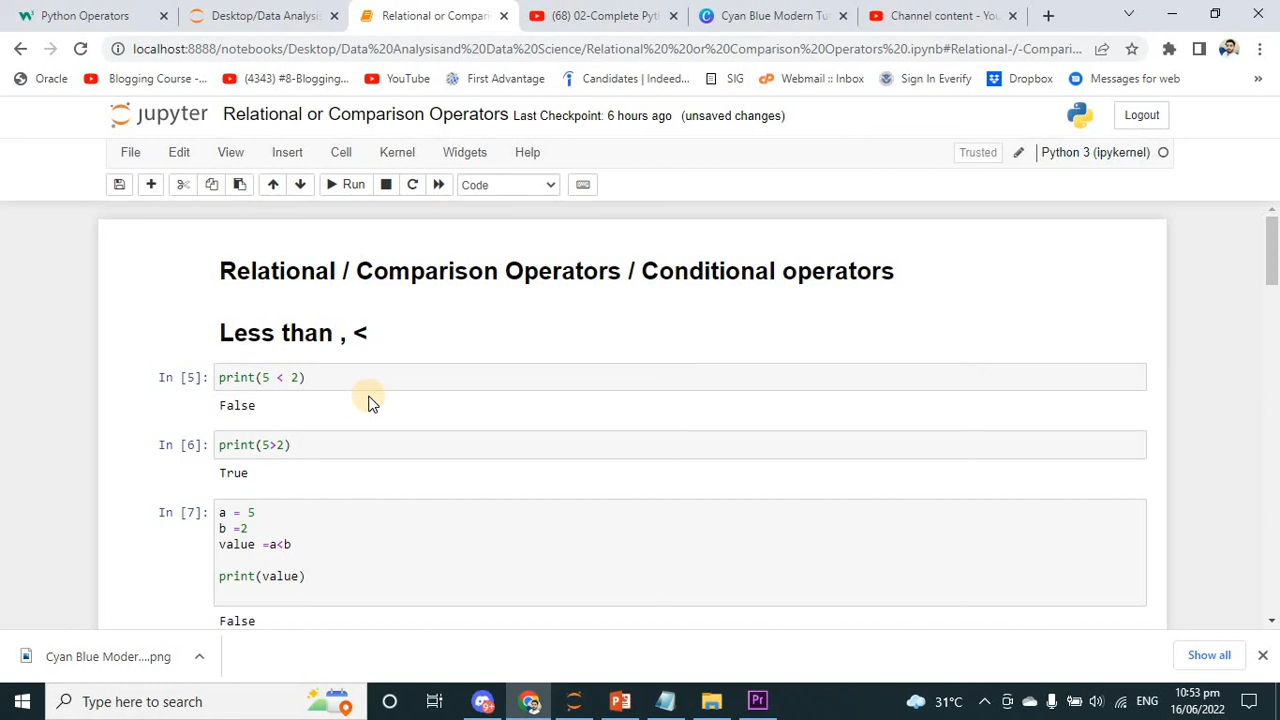 Python Operators
Desktop/Data Analysi
Relational or Compari
(68) 02-Complete Pyt
Cyan Blue Modern Tu
Channel content - You
localhost:8888/notebooks/Desktop/Data%20Analysisand%20Data%20Science/Relational%20%20or%20Comparison%20Operators%20.ipynb#Relational-/-Compari...
Oracle
Blogging Course -...
(4343) #8-Blogging...
YouTube
First Advantage
Candidates | Indeed...
SIG
Webmail :: Inbox
Sign In Everify
Dropbox
Messages for web
»
jupyter Relational or Comparison Operators Last Checkpoint: 6 hours ago (unsaved changes)
Logout
File Edit View Insert Cell Kernel Widgets Help
Trusted
Python 3 (ipykernel)
Run
Code
Relational / Comparison Operators / Conditional operators
Less than , <
In [5]: print(5 < 2)
False
In [6]: print(5>2)
True
In [7]: a = 5
b =2
value =a<b
print(value)
False
Cyan Blue Moder....png
Show all
Type here to search
9+
Pr
31°C
ENG
10:53 pm
16/06/2022